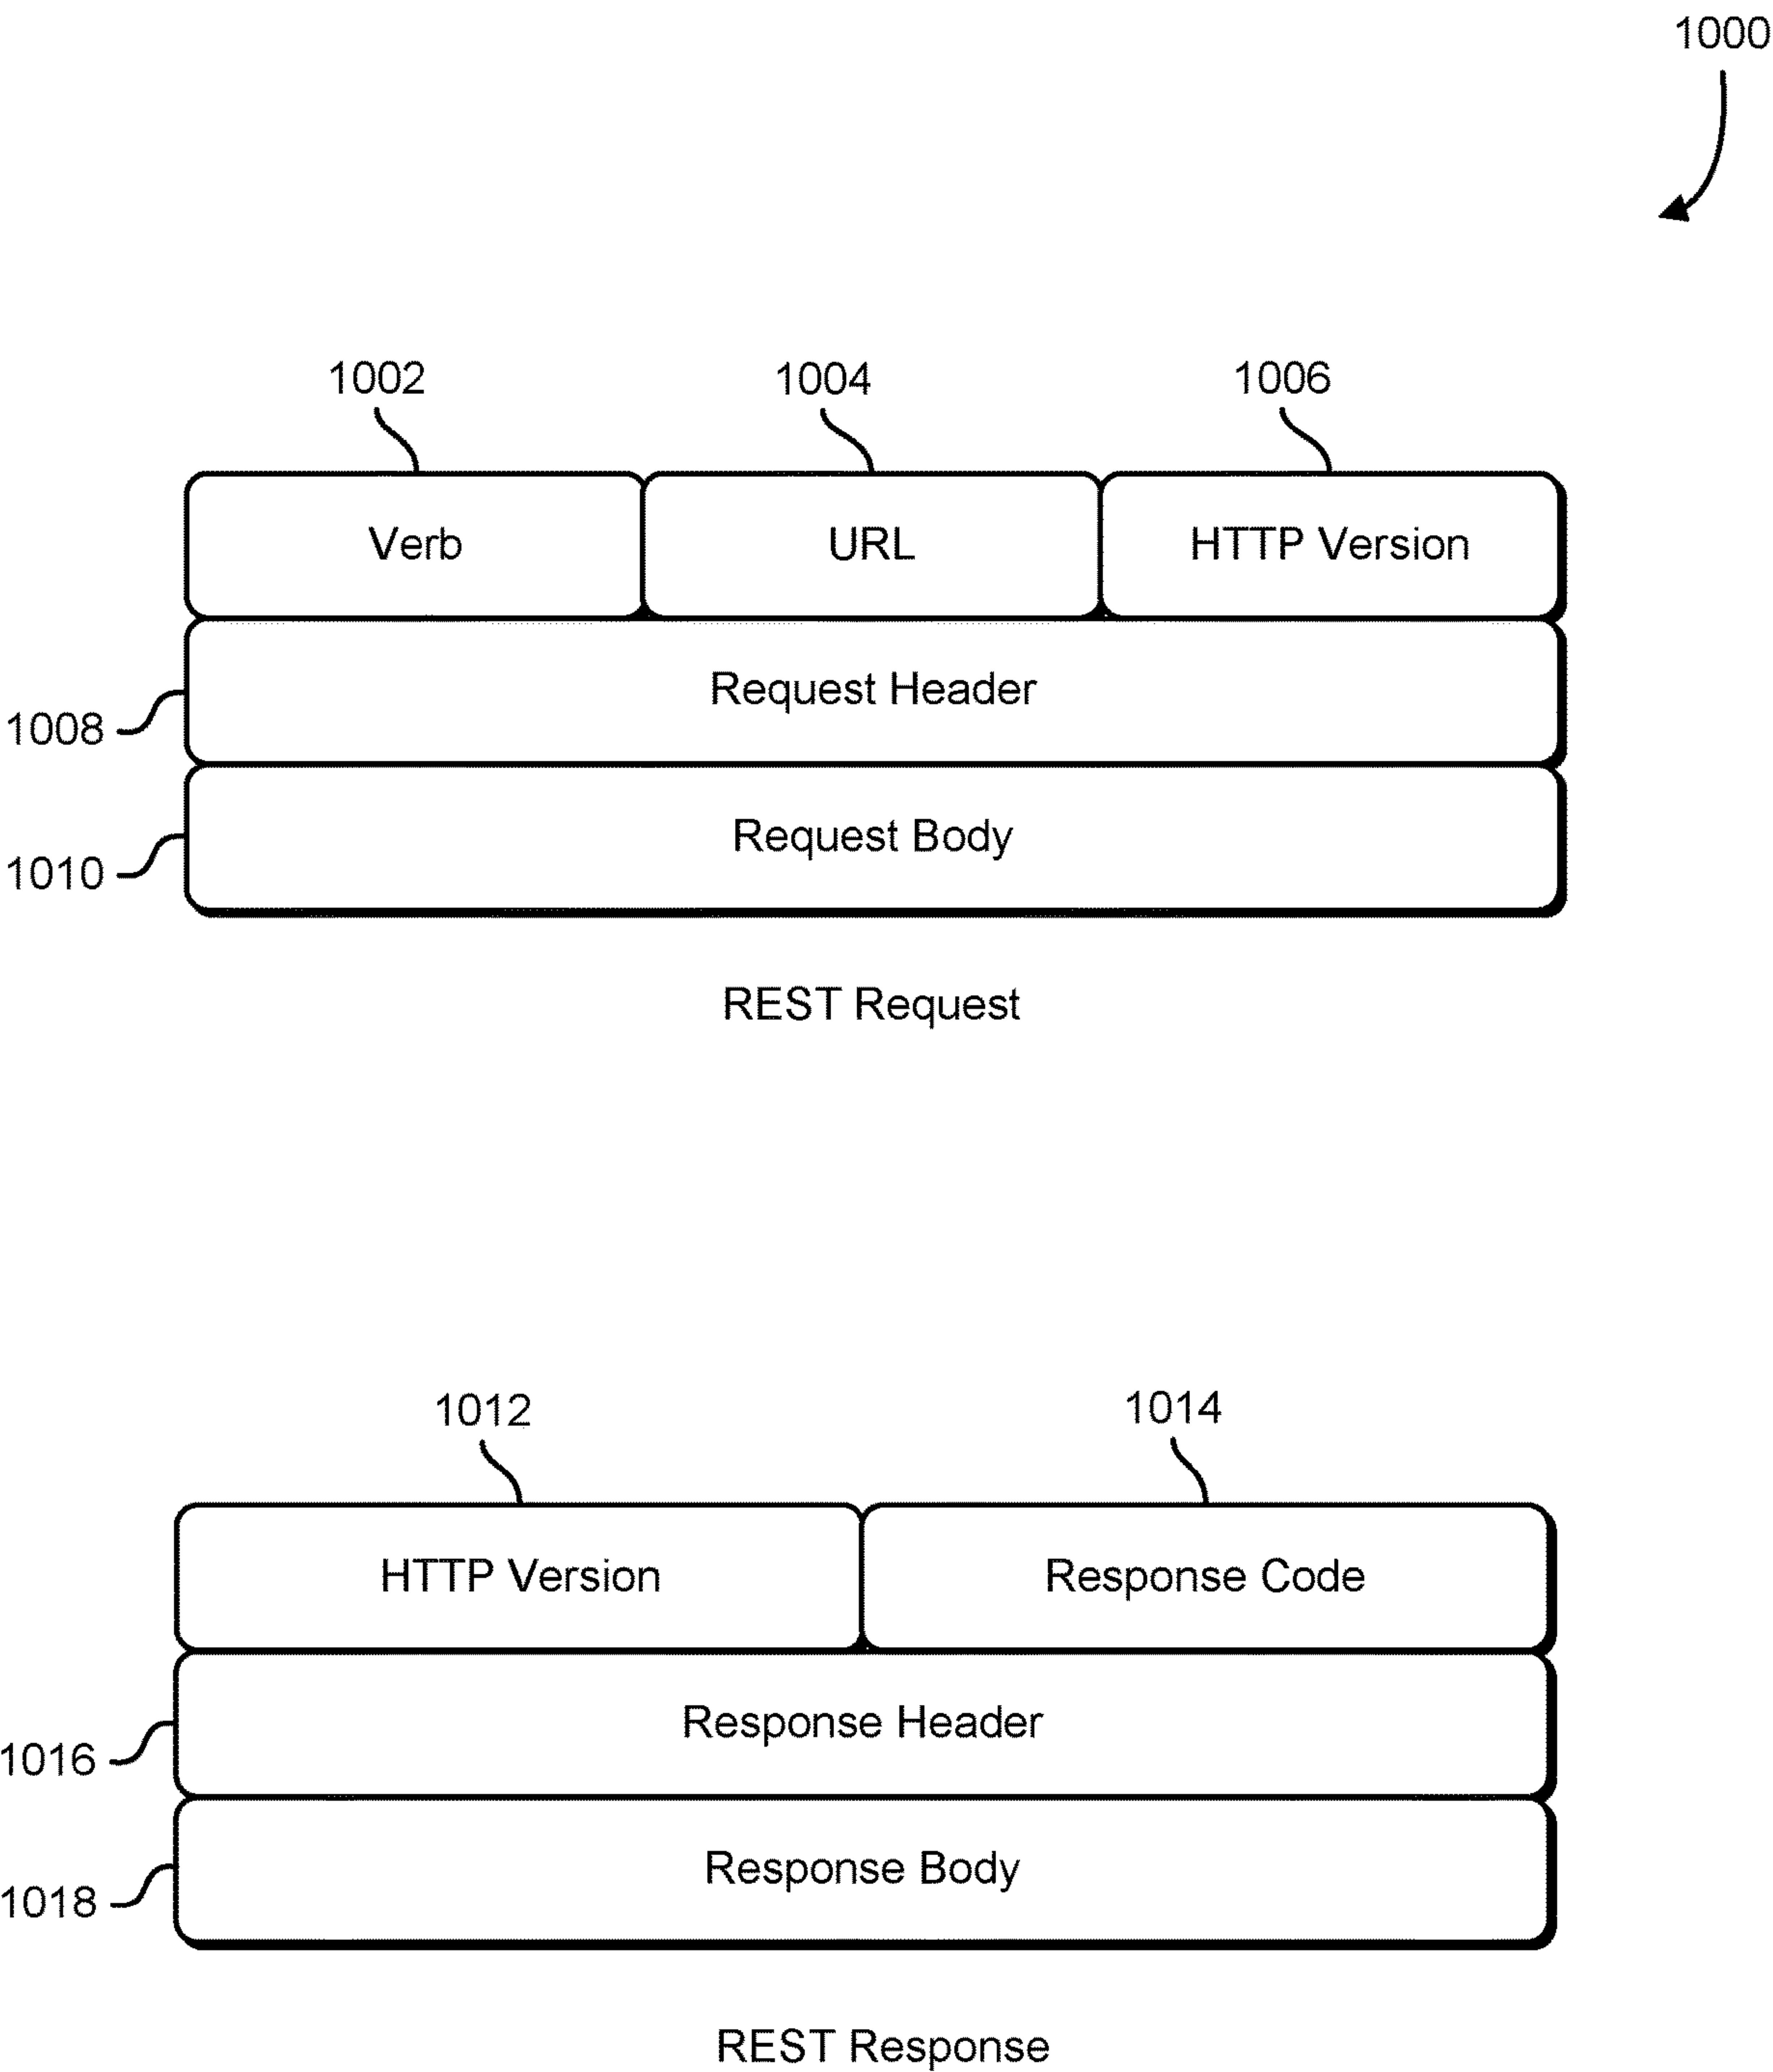 1000
1002 1004 1006
Verb URL HTTP Version
Request Header
1008
Request Body
1010
REST Request
1012 1014
HTTP Version Response Code
Response Header
1016
Response Body
1018
REST Response